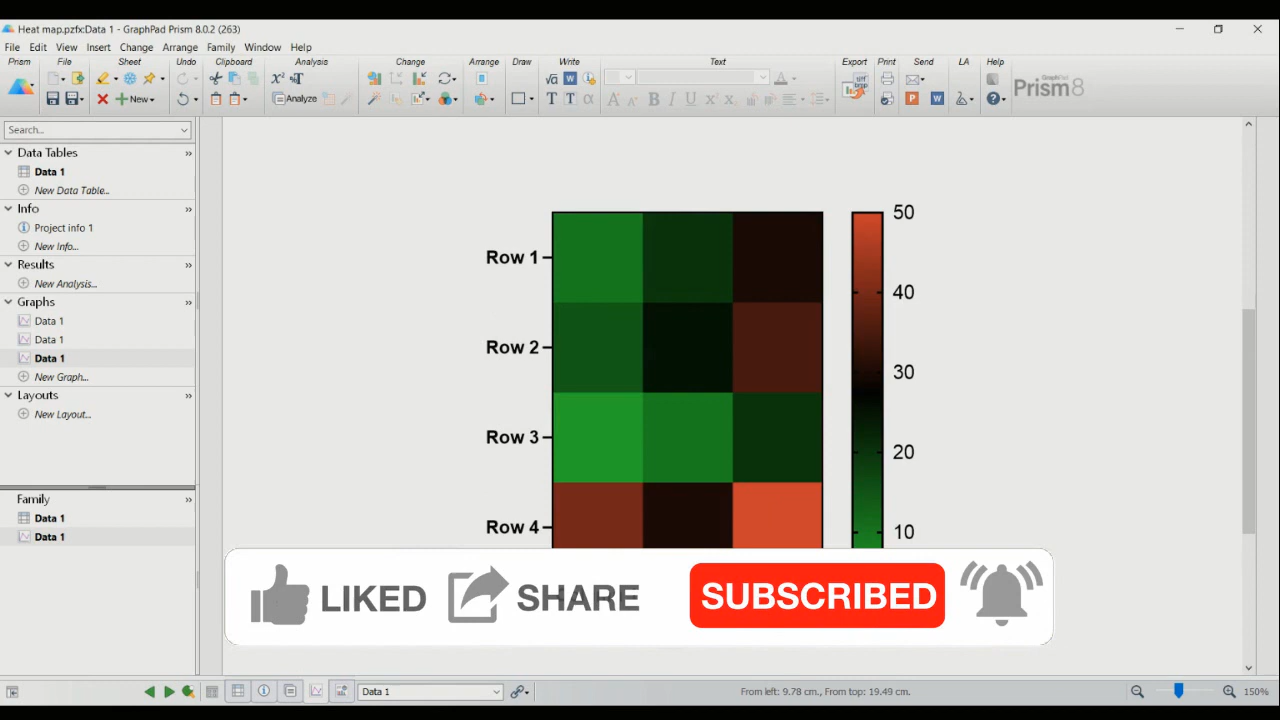 Heat map.pzfx:Data 1 - GraphPad Prism 8.0.2 (263)
File Edit View Insert Change Arrange Family Window Help
Prism File Sheet Undo Clipboard Analysis Change Arrange Draw Write Text Export Print Send LA Help
New
Analyze
GraphPad
Prism8
Search...
Data Tables
Data 1
New Data Table...
Info
Project info 1
New Info...
Results
New Analysis...
Graphs
Data 1
Data 1
Data 1
New Graph...
Layouts
New Layout...
Family
Data 1
Data 1
Row 1
Row 2
Row 3
Row 4
50
40
30
20
10
LIKED SHARE SUBSCRIBED
Data 1
From left: 9.78 cm., From top: 19.49 cm.
150%